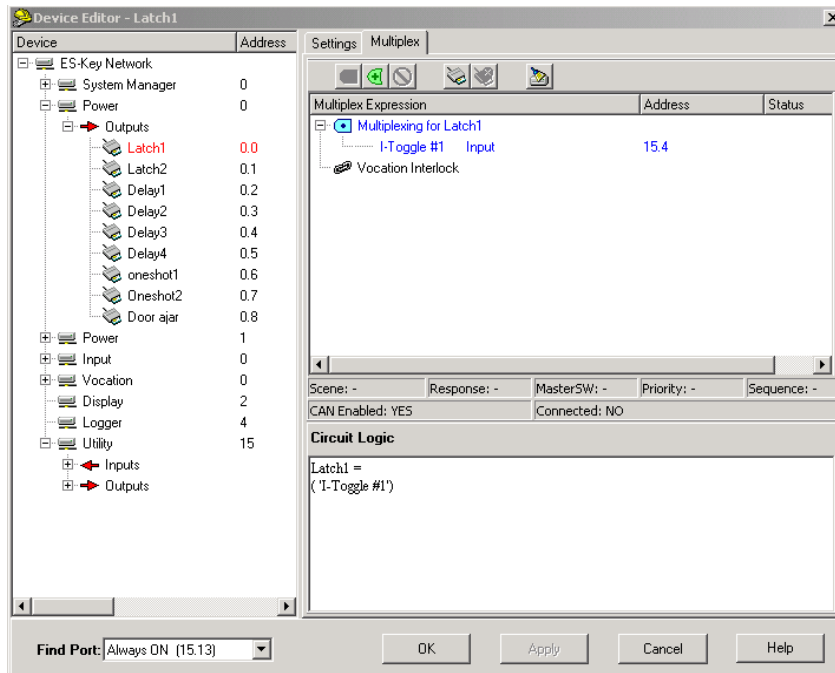 Device Editor - Latch1
Device Address
ES-Key Network
System Manager 0
Power 0
Outputs
Latch1 0.0
Latch2 0.1
Delay1 0.2
Delay2 0.3
Delay3 0.4
Delay4 0.5
oneshot1 0.6
Oneshot2 0.7
Door ajar 0.8
Power 1
Input 0
Vocation 0
Display 2
Logger 4
Utility 15
Inputs
Outputs
Settings Multiplex
Multiplex Expression Address Status
Multiplexing for Latch1
I-Toggle #1 Input 15.4
Vocation Interlock
Scene: - Response: - MasterSW: - Priority: - Sequence: -
CAN Enabled: YES Connected: NO
Circuit Logic
Latch1 =
( 'I-Toggle #1')
Find Port: Always ON (15.13) OK Apply Cancel Help